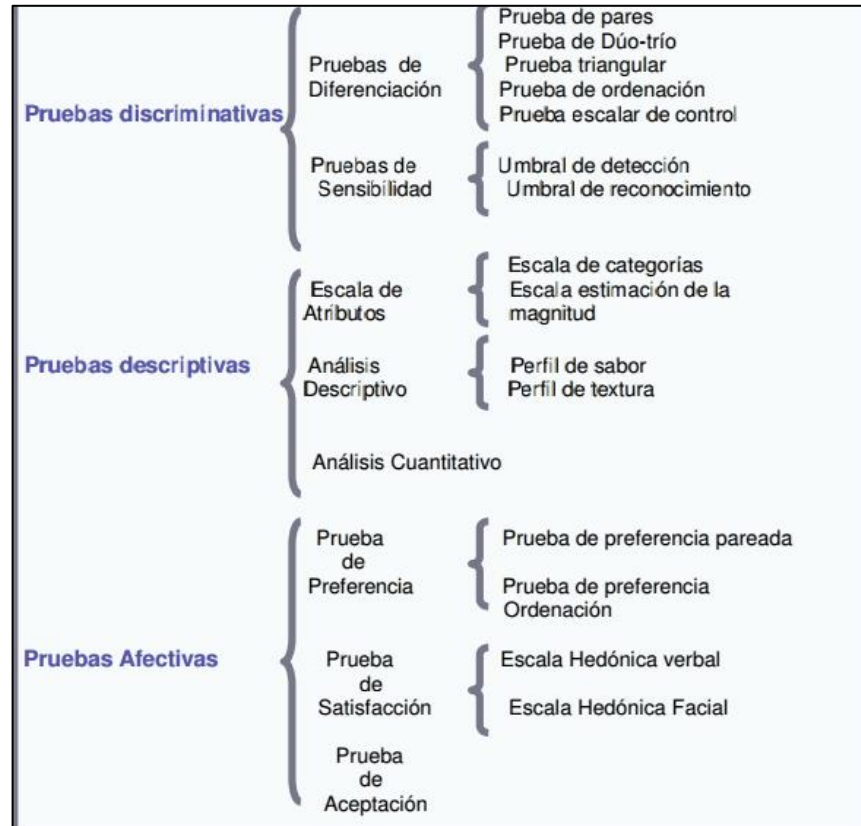 Pruebas discriminativas
Pruebas de
Diferenciación
Prueba de pares
Prueba de Dúo-trío
Prueba triangular
Prueba de ordenación
Prueba escalar de control
Pruebas de
Sensibilidad
Umbral de detección
Umbral de reconocimiento
Pruebas descriptivas
Escala de
Atributos
Escala de categorías
Escala estimación de la
magnitud
Análisis
Descriptivo
Perfil de sabor
Perfil de textura
Análisis Cuantitativo
Pruebas Afectivas
Prueba
de
Preferencia
Prueba de preferencia pareada
Prueba de preferencia
Ordenación
Prueba
de
Satisfacción
Escala Hedónica verbal
Escala Hedónica Facial
Prueba
de
Aceptación